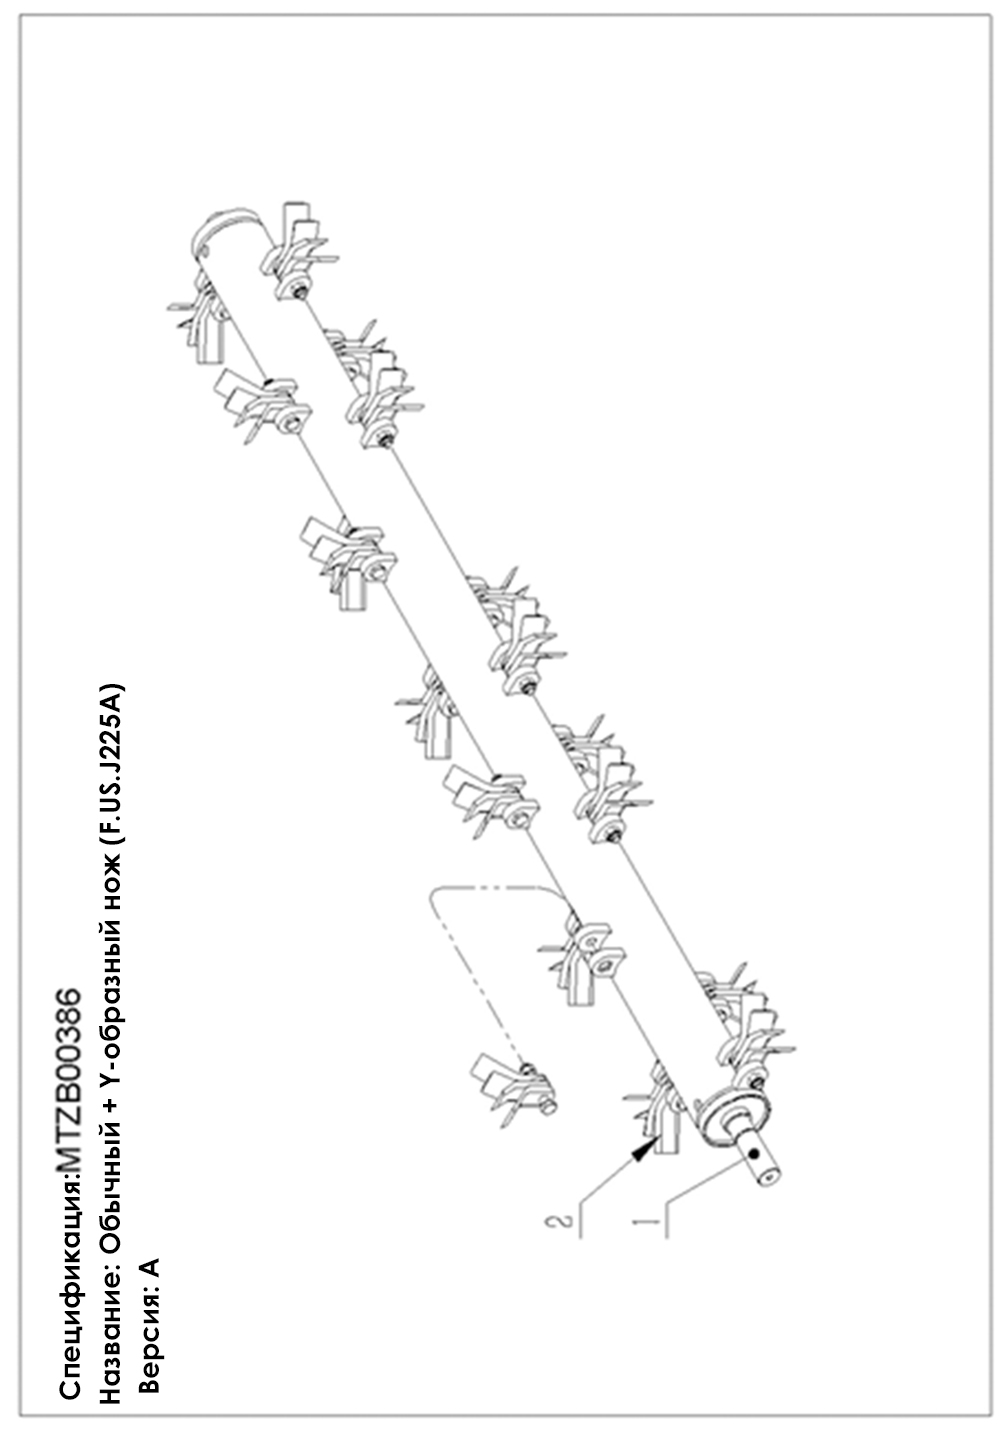 Спецификация:MTZB00386
Название: Обычный + Y-образный нож (F.US.J225A)
Версия: A
2
1